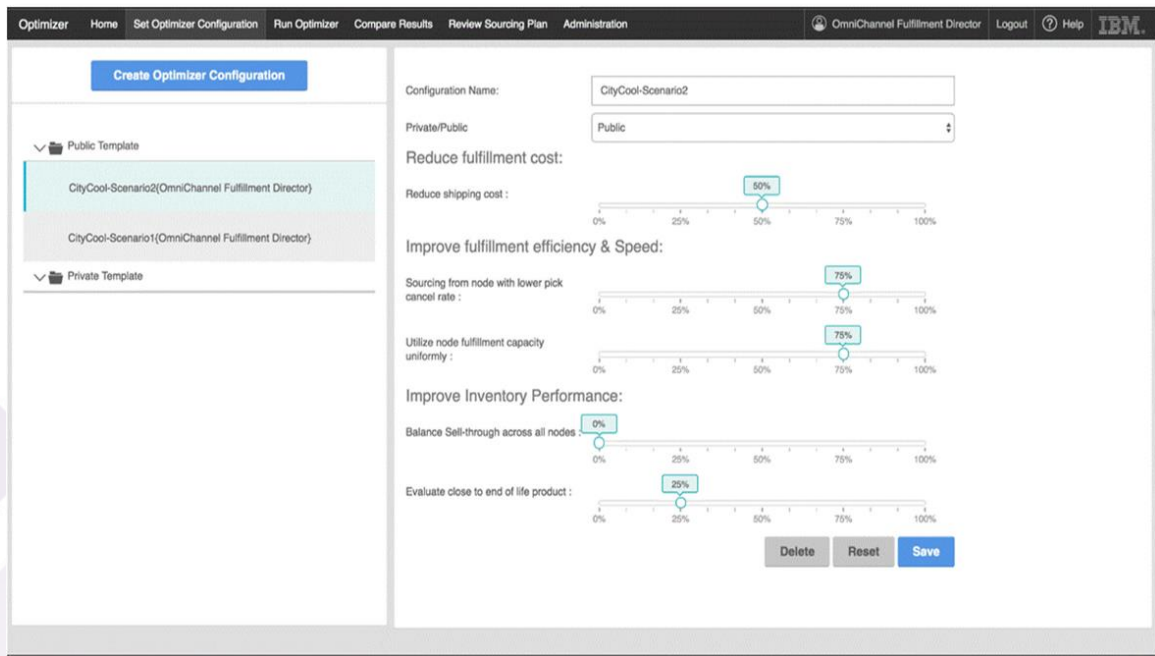 Optimizer Home Set Optimizer Configuration Run Optimizer Compare Results Review Sourcing Plan Administration OmniChannel Fulfillment Director Logout ? Help IBM.
Create Optimizer Configuration
Public Template
CityCool-Scenario2{OmniChannel Fulfillment Director}
CityCool-Scenario1{OmniChannel Fulfillment Director}
Private Template
Configuration Name: CityCool-Scenario2
Private/Public Public
Reduce fulfillment cost:
50%
Reduce shipping cost :
0% 25% 50% 75% 100%
Improve fulfillment efficiency & Speed:
75%
Sourcing from node with lower pick
cancel rate :
0% 25% 50% 75% 100%
75%
Utilize node fulfillment capacity
uniformly :
0% 25% 50% 75% 100%
Improve Inventory Performance:
0%
Balance Sell-through across all nodes :
0% 25% 50% 75% 100%
25%
Evaluate close to end of life product :
0% 25% 50% 75% 100%
Delete Reset Save